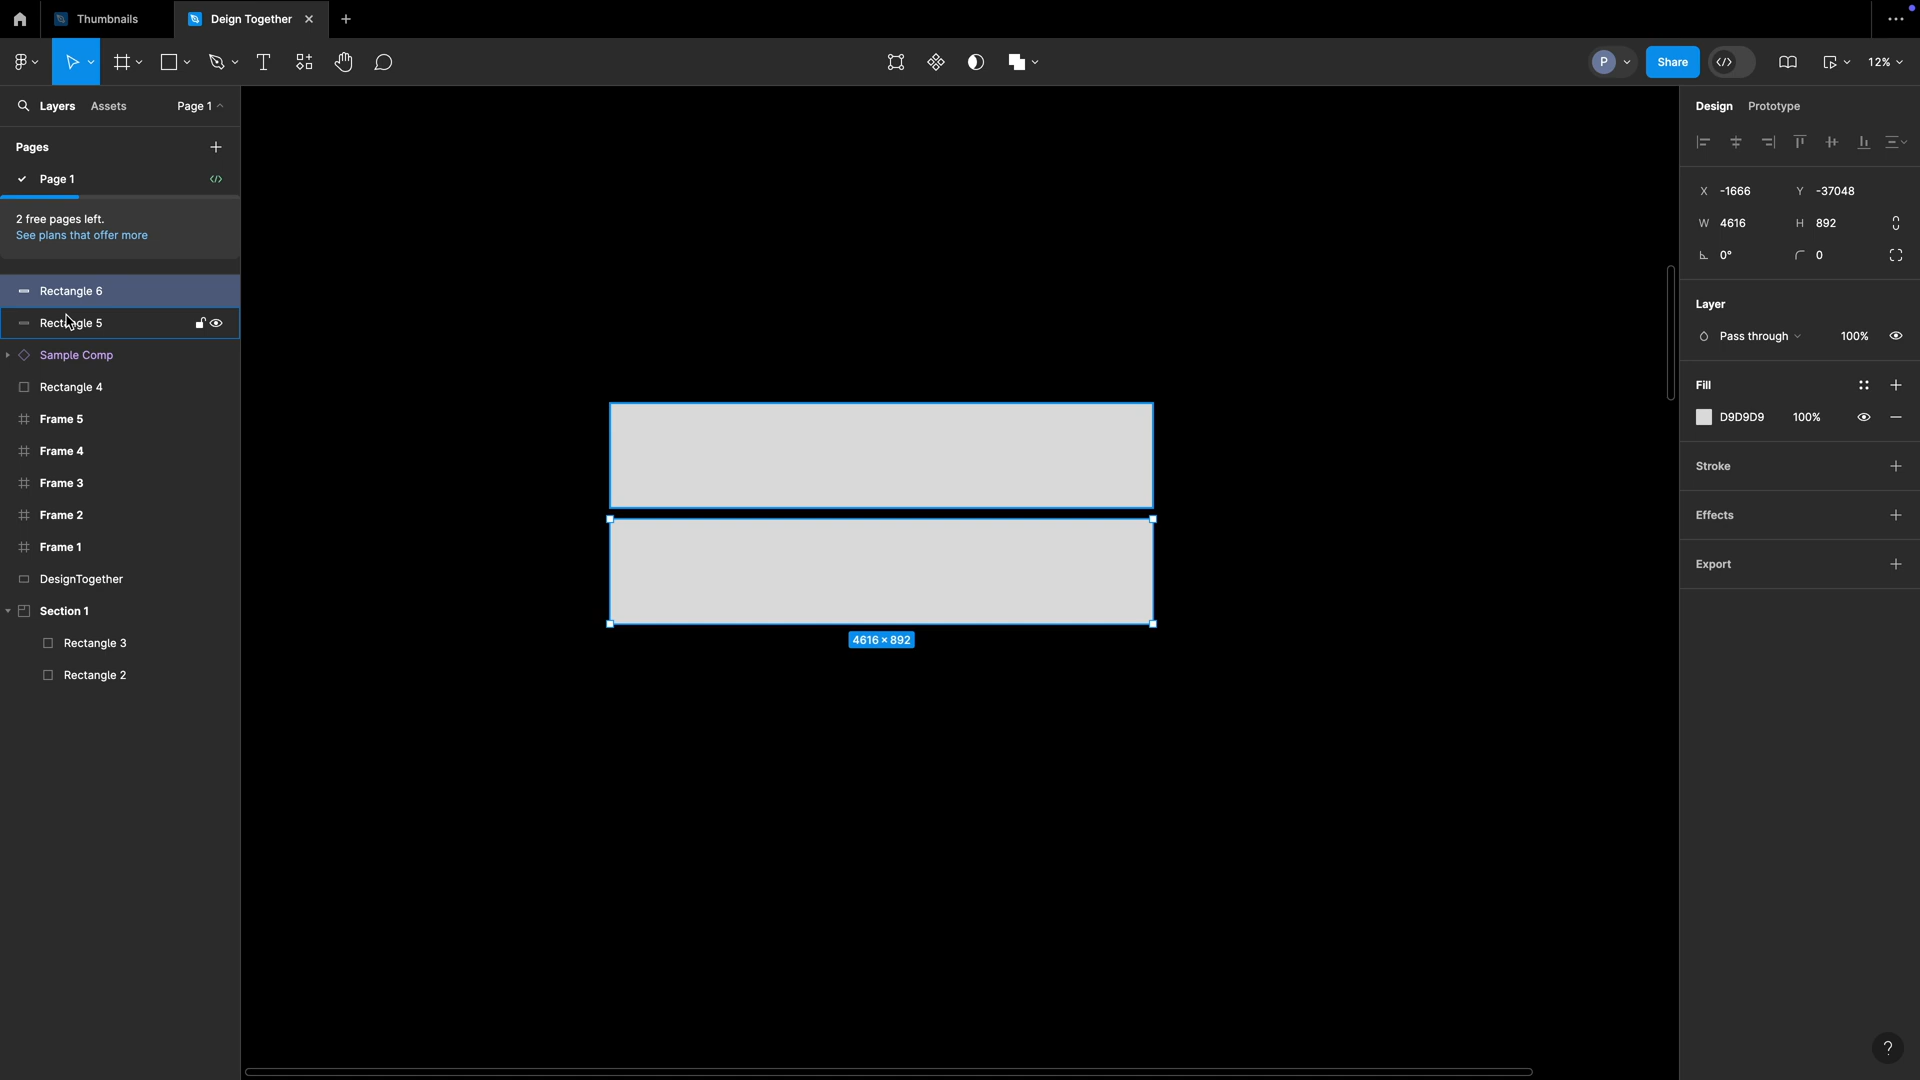 Thumbnails
Deign Together
P
Share
12%
Layers
Assets
Page 1
Design
Prototype
Pages
Page 1
2 free pages left.
See plans that offer more
Rectangle 6
Rectangle 5
Sample Comp
Rectangle 4
Frame 5
Frame 4
Frame 3
Frame 2
Frame 1
DesignTogether
Section 1
Rectangle 3
Rectangle 2
4616 × 892
X -1666 Y -37048
W 4616 H 892
0° 0
Layer
Pass through 100%
Fill
D9D9D9 100%
Stroke
Effects
Export
?